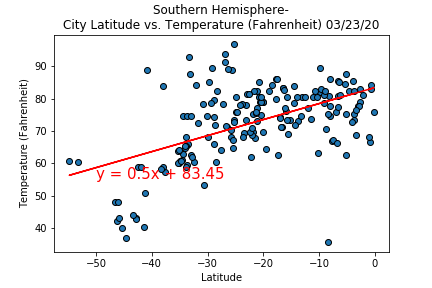 Southern Hemisphere-
City Latitude vs. Temperature (Fahrenheit) 03/23/20
Temperature (Fahrenheit)
90
80
70
60
50
40
y = 0.5x + 83.45
−50 −40 −30 −20 −10 0
Latitude